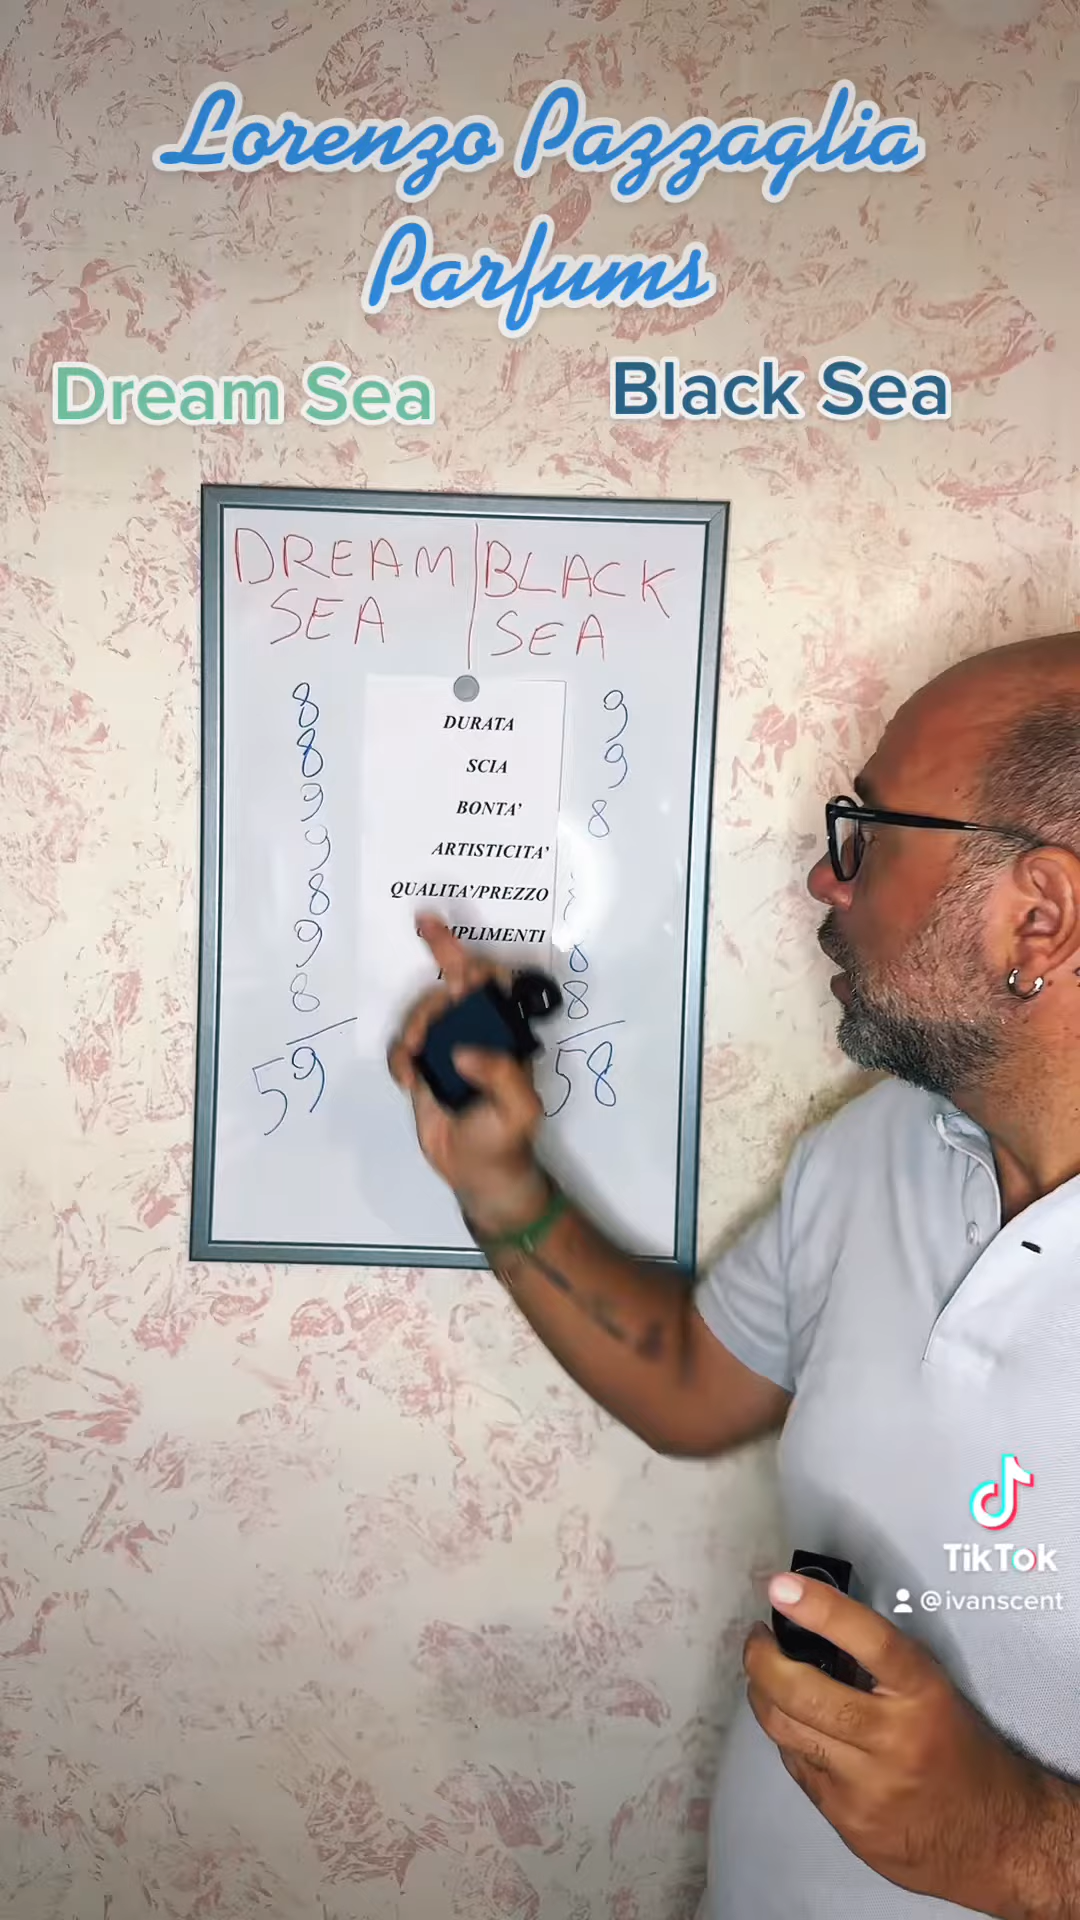 Lorenzo Pazzaglia
Parfums
Dream Sea
Black Sea
DREAM | BLACK
SEA SEA
8 DURATA 9
8 SCIA 9
9 BONTA' 8
9 ARTISTICITA'
8 QUALITA'/PREZZO
9 8
8 8
59 58
TikTok
@ivanscent